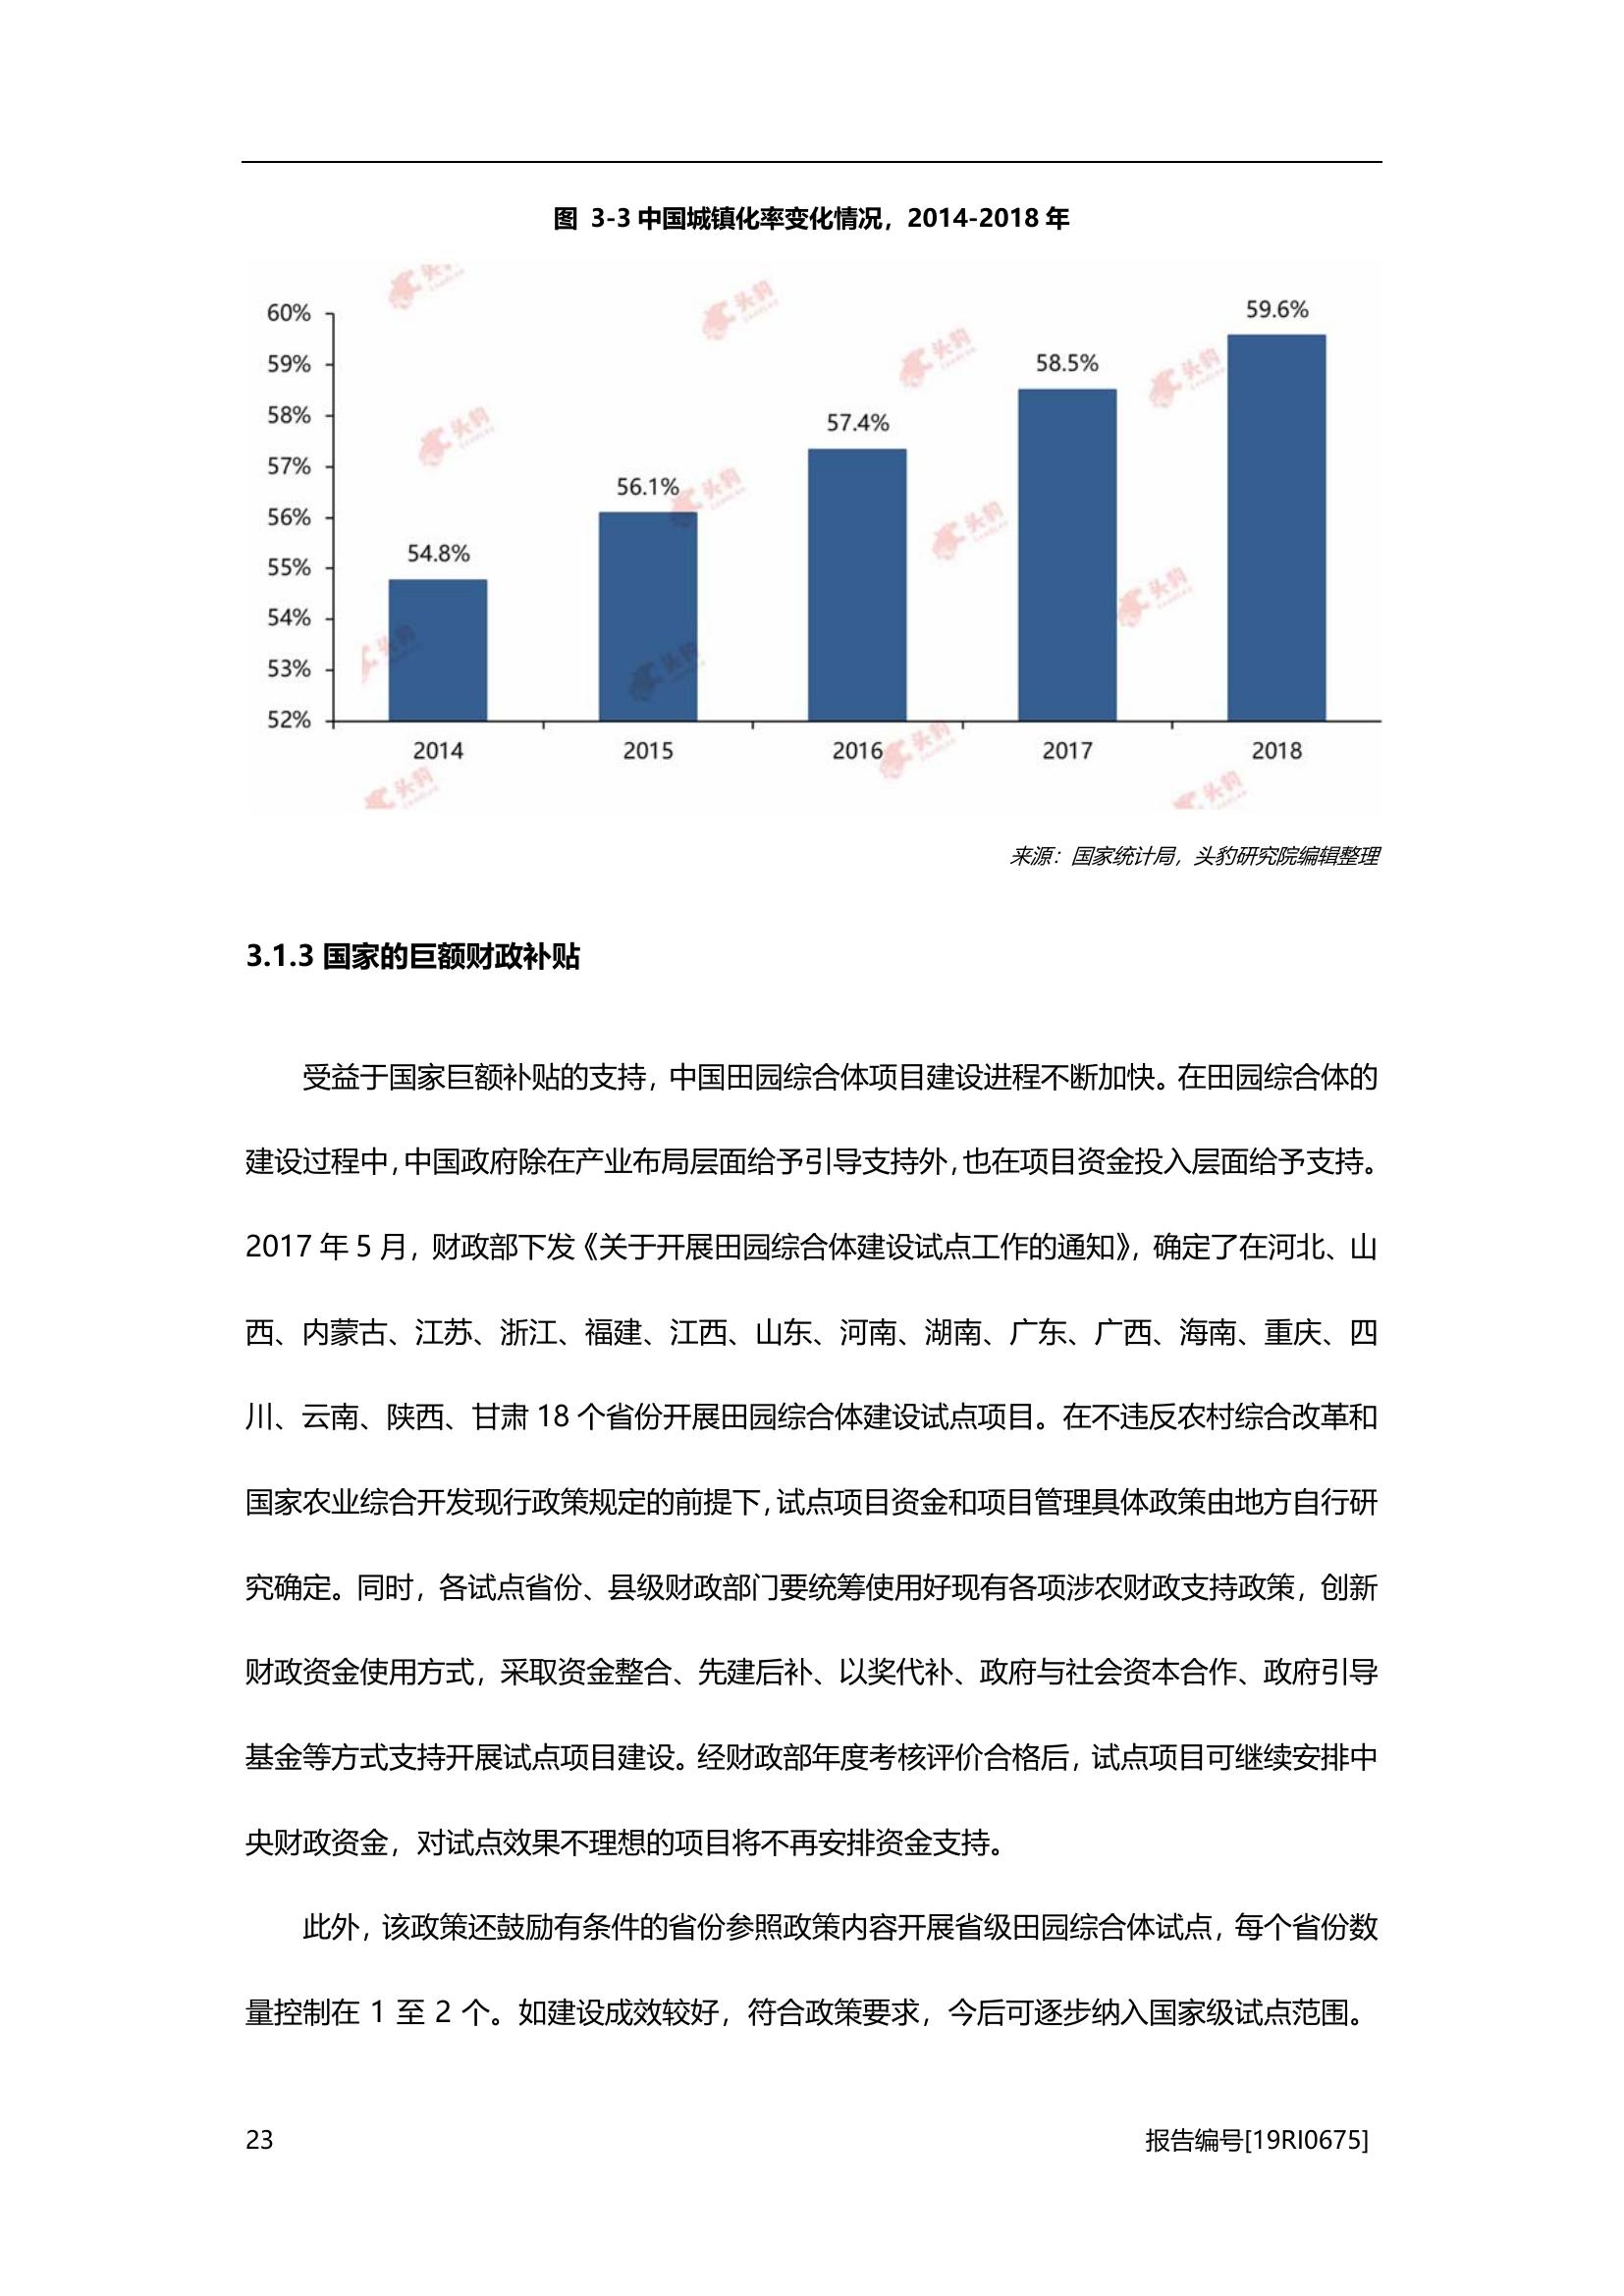 图 3-3 中国城镇化率变化情况，2014-2018 年
60%
59%
58%
57%
56%
55%
54%
53%
52%
54.8%
56.1%
57.4%
58.5%
59.6%
2014
2015
2016
2017
2018
头豹
头豹
头豹
头豹
头豹
头豹
头豹
头豹
头豹
头豹
头豹
头豹
来源：国家统计局，头豹研究院编辑整理
3.1.3 国家的巨额财政补贴
受益于国家巨额补贴的支持，中国田园综合体项目建设进程不断加快。在田园综合体的
建设过程中，中国政府除在产业布局层面给予引导支持外，也在项目资金投入层面给予支持。
2017 年 5 月，财政部下发《关于开展田园综合体建设试点工作的通知》，确定了在河北、山
西、内蒙古、江苏、浙江、福建、江西、山东、河南、湖南、广东、广西、海南、重庆、四
川、云南、陕西、甘肃 18 个省份开展田园综合体建设试点项目。在不违反农村综合改革和
国家农业综合开发现行政策规定的前提下，试点项目资金和项目管理具体政策由地方自行研
究确定。同时，各试点省份、县级财政部门要统筹使用好现有各项涉农财政支持政策，创新
财政资金使用方式，采取资金整合、先建后补、以奖代补、政府与社会资本合作、政府引导
基金等方式支持开展试点项目建设。经财政部年度考核评价合格后，试点项目可继续安排中
央财政资金，对试点效果不理想的项目将不再安排资金支持。
此外，该政策还鼓励有条件的省份参照政策内容开展省级田园综合体试点，每个省份数
量控制在 1 至 2 个。如建设成效较好，符合政策要求，今后可逐步纳入国家级试点范围。
23
报告编号[19RI0675]